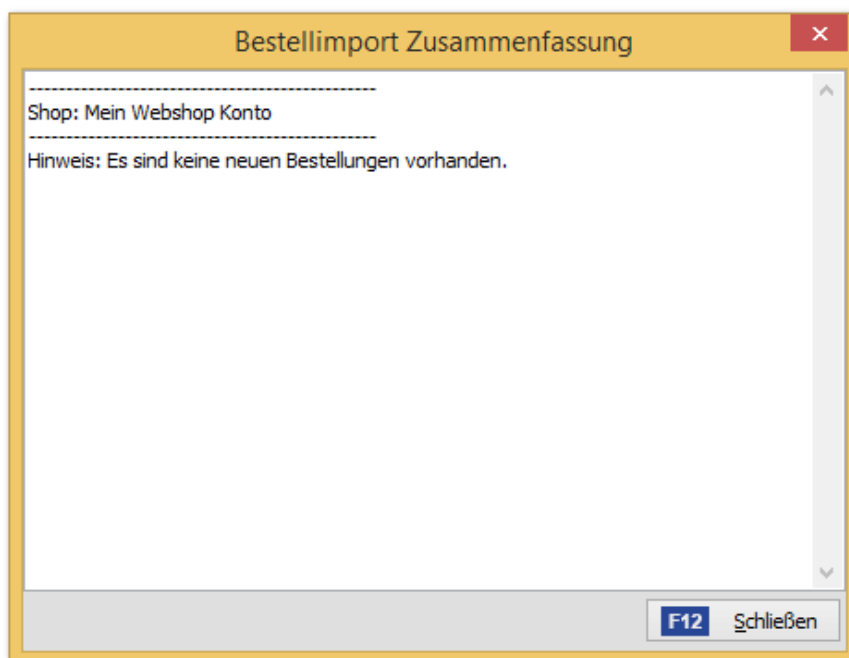 Bestellimport Zusammenfassung
-----------------------------------------------
Shop: Mein Webshop Konto
-----------------------------------------------
Hinweis: Es sind keine neuen Bestellungen vorhanden.
F12 Schließen